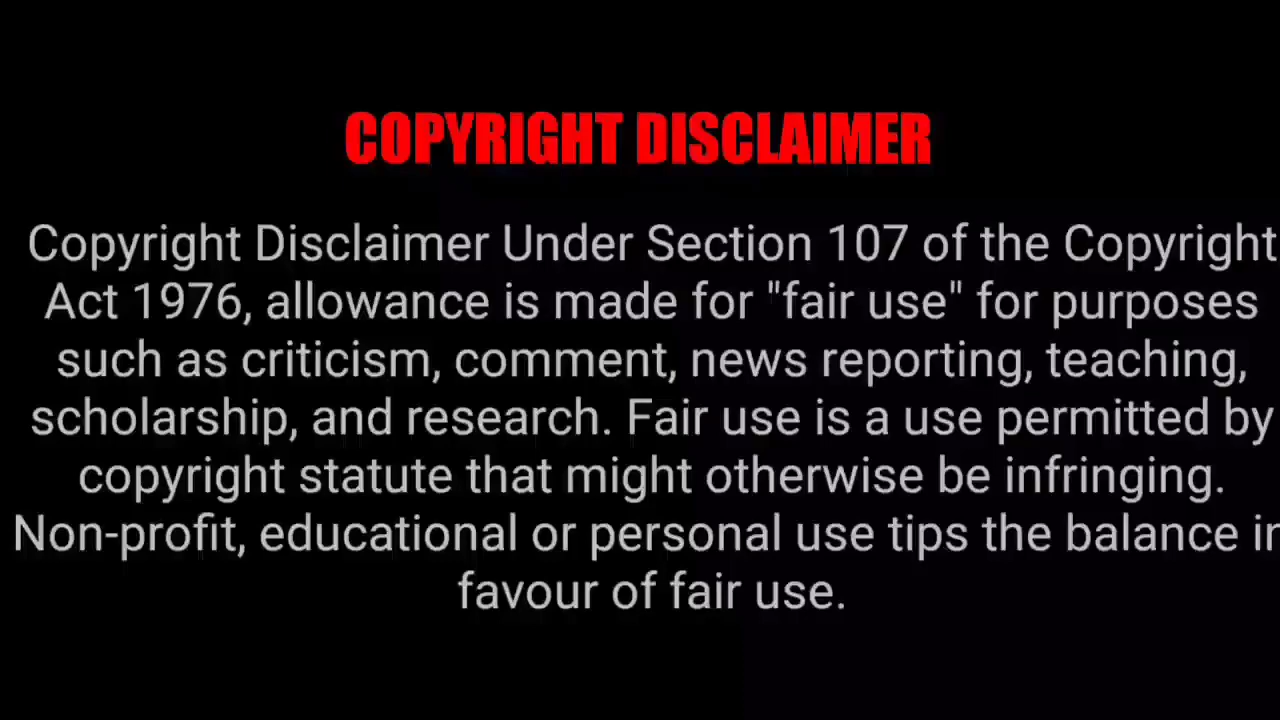 COPYRIGHT DISCLAIMER
Copyright Disclaimer Under Section 107 of the Copyright
Act 1976, allowance is made for "fair use" for purposes
such as criticism, comment, news reporting, teaching,
scholarship, and research. Fair use is a use permitted by
copyright statute that might otherwise be infringing.
Non-profit, educational or personal use tips the balance in
favour of fair use.